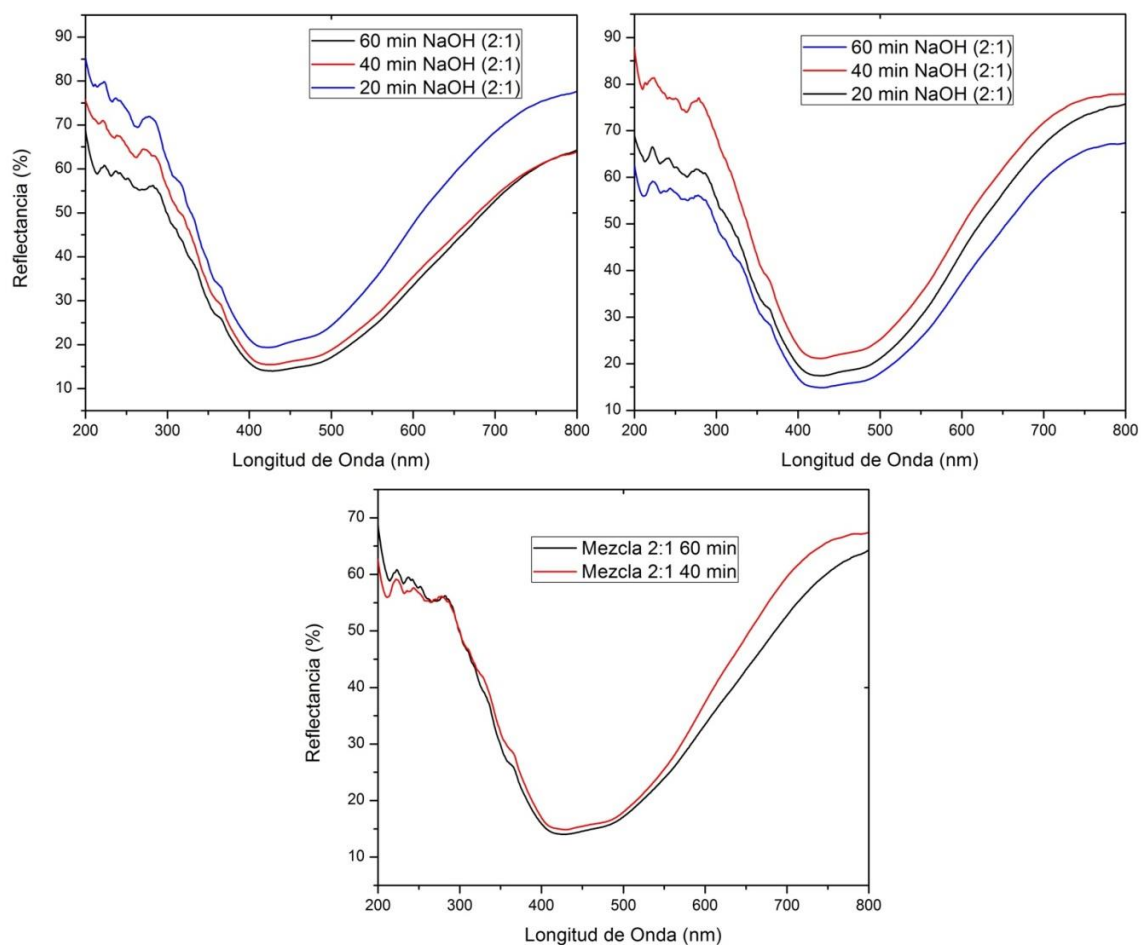 60 min NaOH (2:1)
40 min NaOH (2:1)
20 min NaOH (2:1)
Reflectancia (%)
90
80
70
60
50
40
30
20
10
200 300 400 500 600 700 800
Longitud de Onda (nm)
60 min NaOH (2:1)
40 min NaOH (2:1)
20 min NaOH (2:1)
90
80
70
60
50
40
30
20
10
200 300 400 500 600 700 800
Longitud de Onda (nm)
Mezcla 2:1 60 min
Mezcla 2:1 40 min
Reflectancia (%)
70
60
50
40
30
20
10
200 300 400 500 600 700 800
Longitud de Onda (nm)